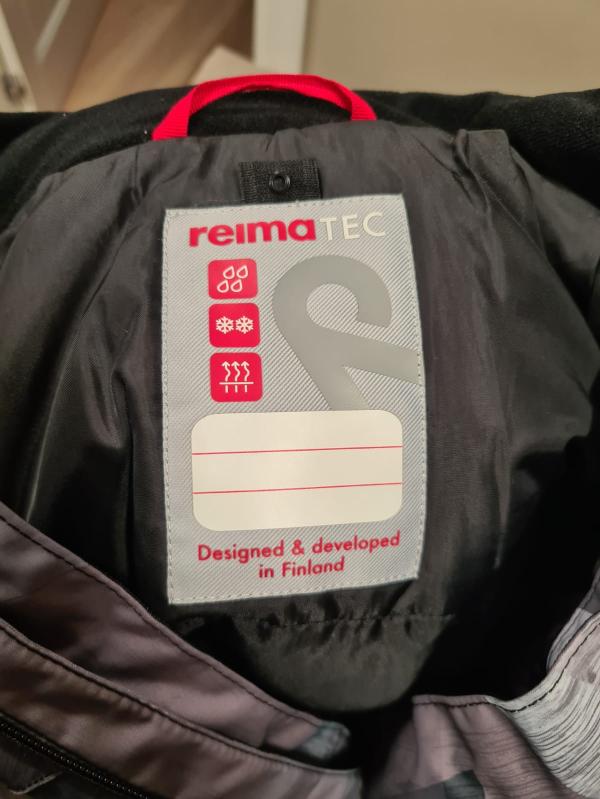 reimaTEC
Designed & developed
in Finland